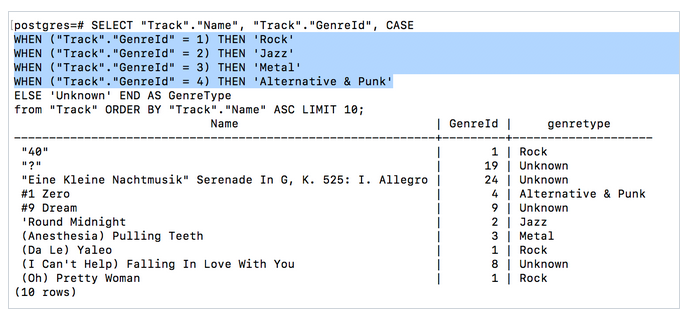 postgres=# SELECT "Track"."Name", "Track"."GenreId", CASE
WHEN ("Track"."GenreId" = 1) THEN 'Rock'
WHEN ("Track"."GenreId" = 2) THEN 'Jazz'
WHEN ("Track"."GenreId" = 3) THEN 'Metal'
WHEN ("Track"."GenreId" = 4) THEN 'Alternative & Punk'
ELSE 'Unknown' END AS GenreType
from "Track" ORDER BY "Track"."Name" ASC LIMIT 10;
Name | GenreId | genretype
----------------------------------------------------------+---------+--------------------
"40" | 1 | Rock
"?" | 19 | Unknown
"Eine Kleine Nachtmusik" Serenade In G, K. 525: I. Allegro | 24 | Unknown
#1 Zero | 4 | Alternative & Punk
#9 Dream | 9 | Unknown
'Round Midnight | 2 | Jazz
(Anesthesia) Pulling Teeth | 3 | Metal
(Da Le) Yaleo | 1 | Rock
(I Can't Help) Falling In Love With You | 8 | Unknown
(Oh) Pretty Woman | 1 | Rock
(10 rows)